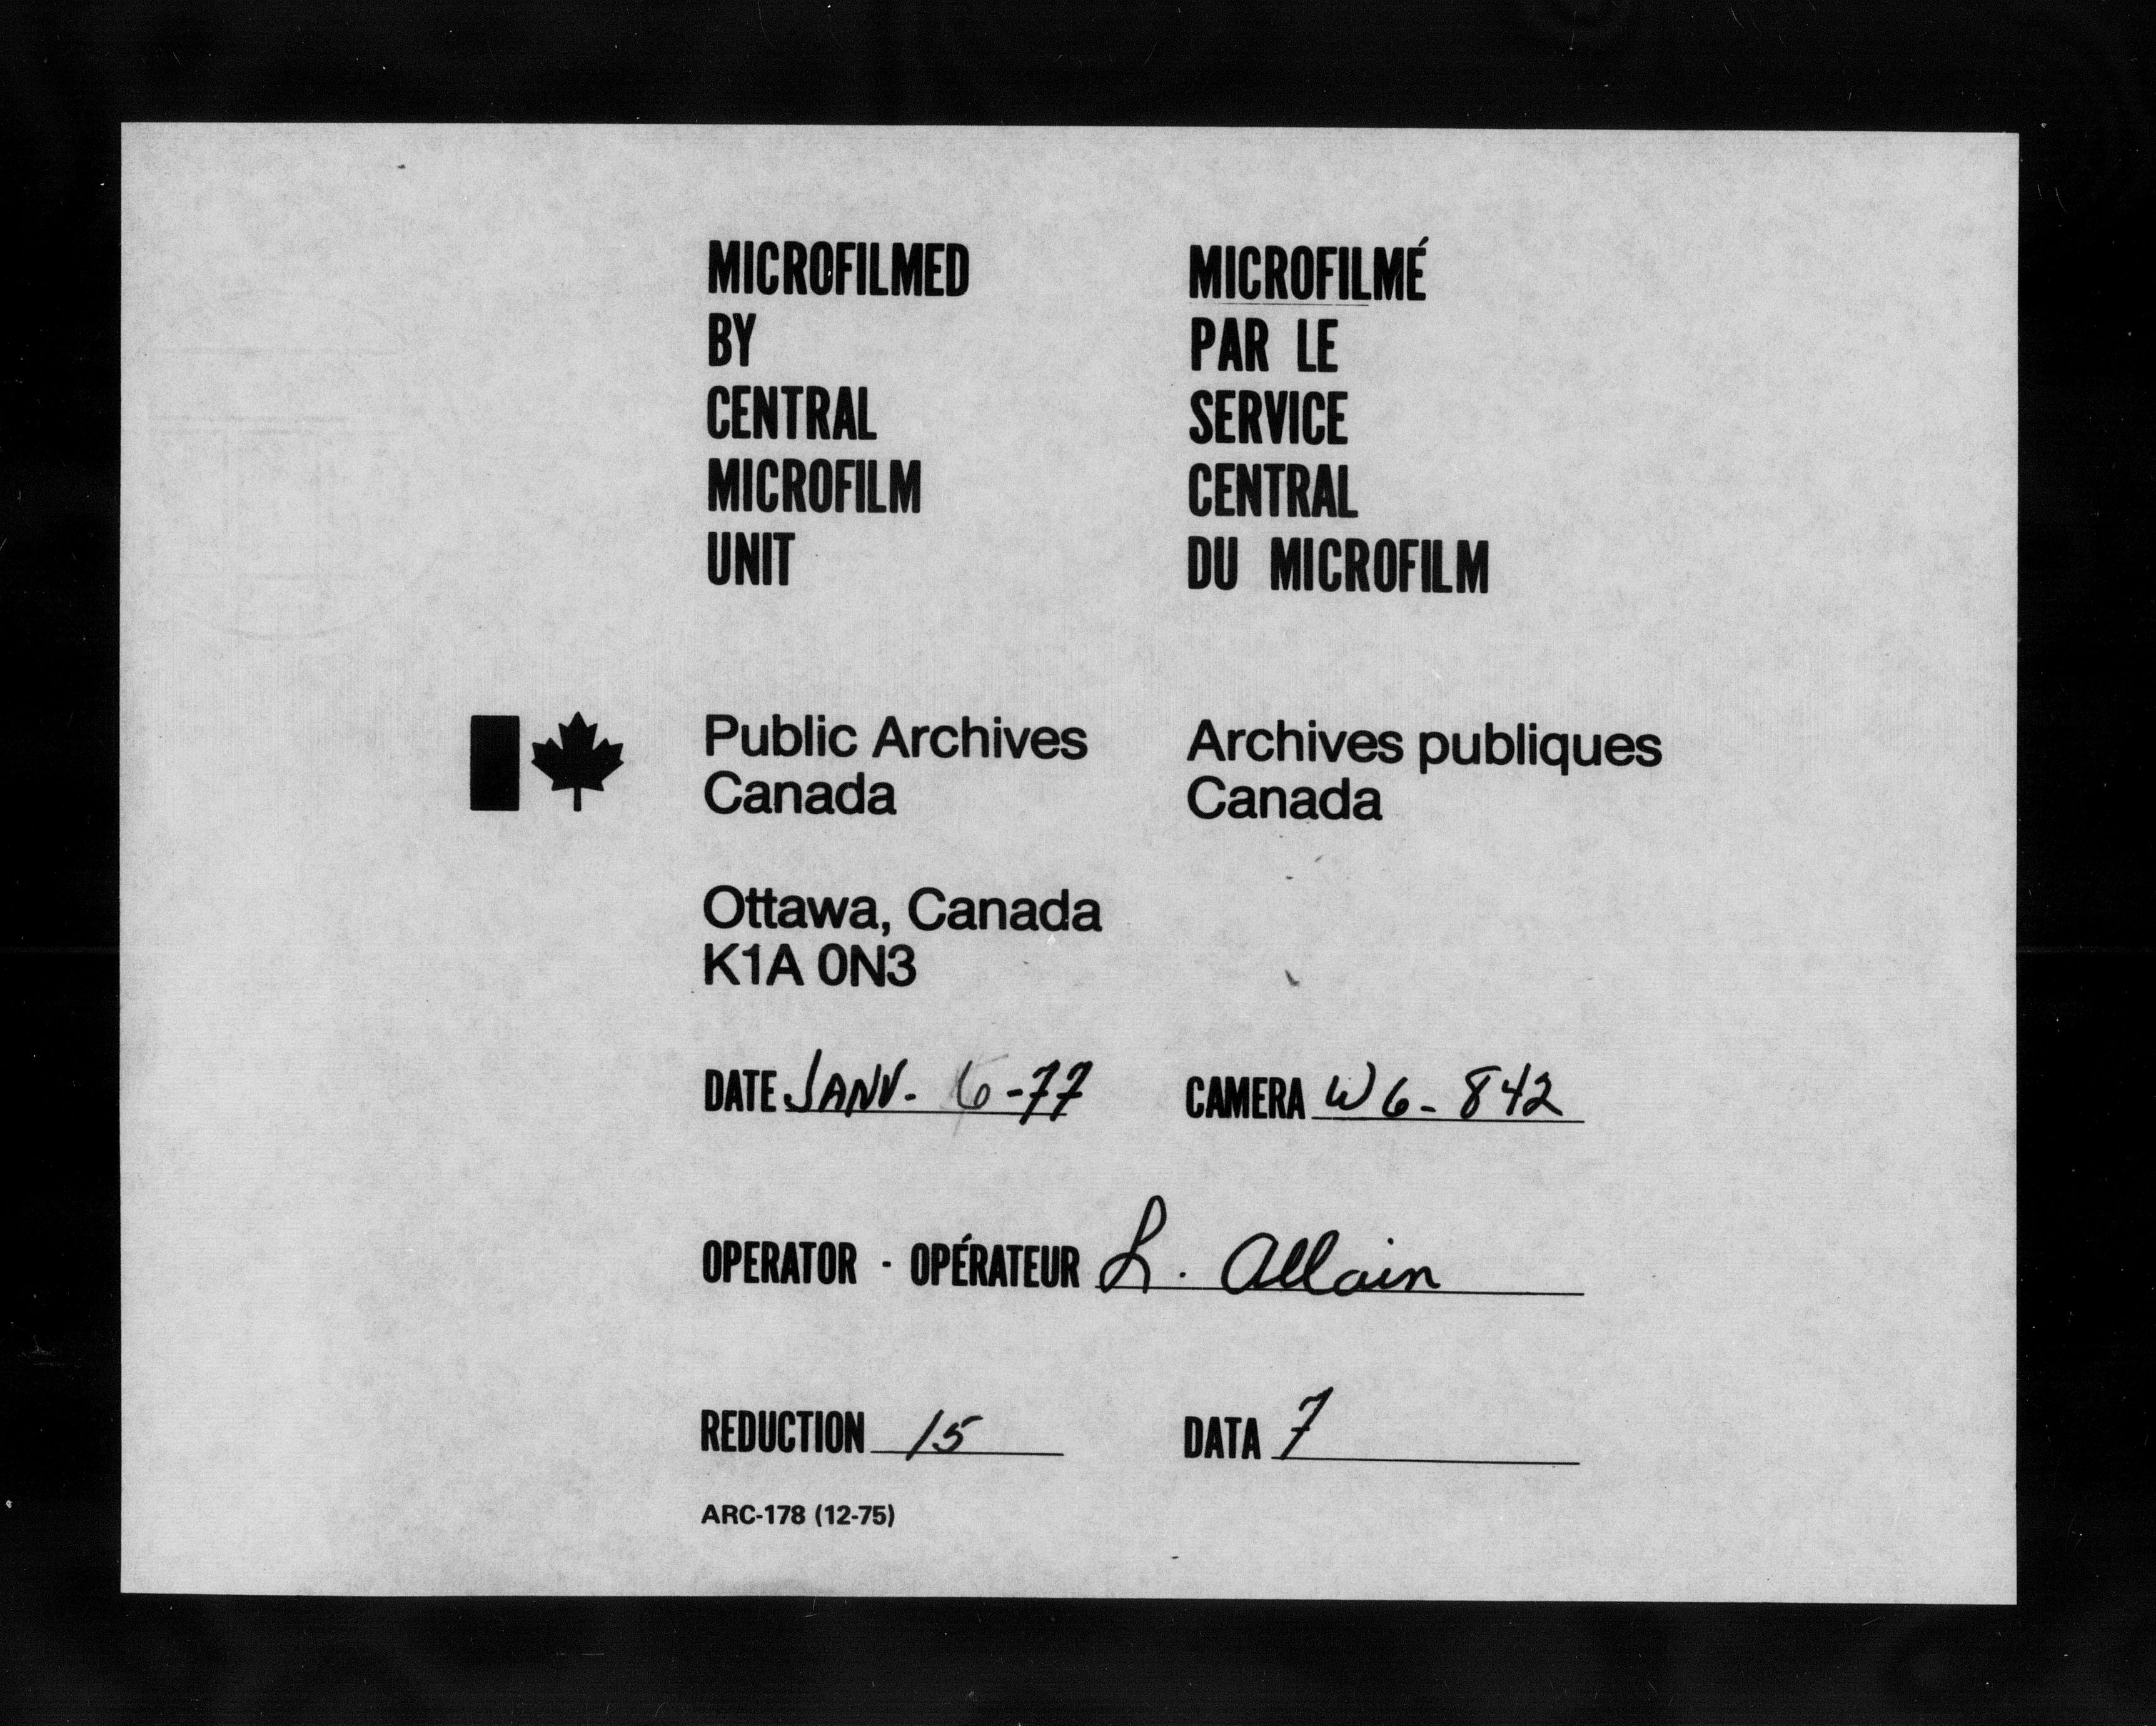 MICROFILMED
BY
CENTRAL
MICROFILM
UNIT
MICROFILMÉ
PAR LE
SERVICE
CENTRAL
DU MICROFILM
Public Archives
Canada
Archives publiques
Canada
Ottawa, Canada
K1A 0N3
DATE JANV. 6-77
CAMERA W6-842
OPERATOR - OPÉRATEUR L. Allain
REDUCTION 15
DATA 7
ARC-178 (12-75)